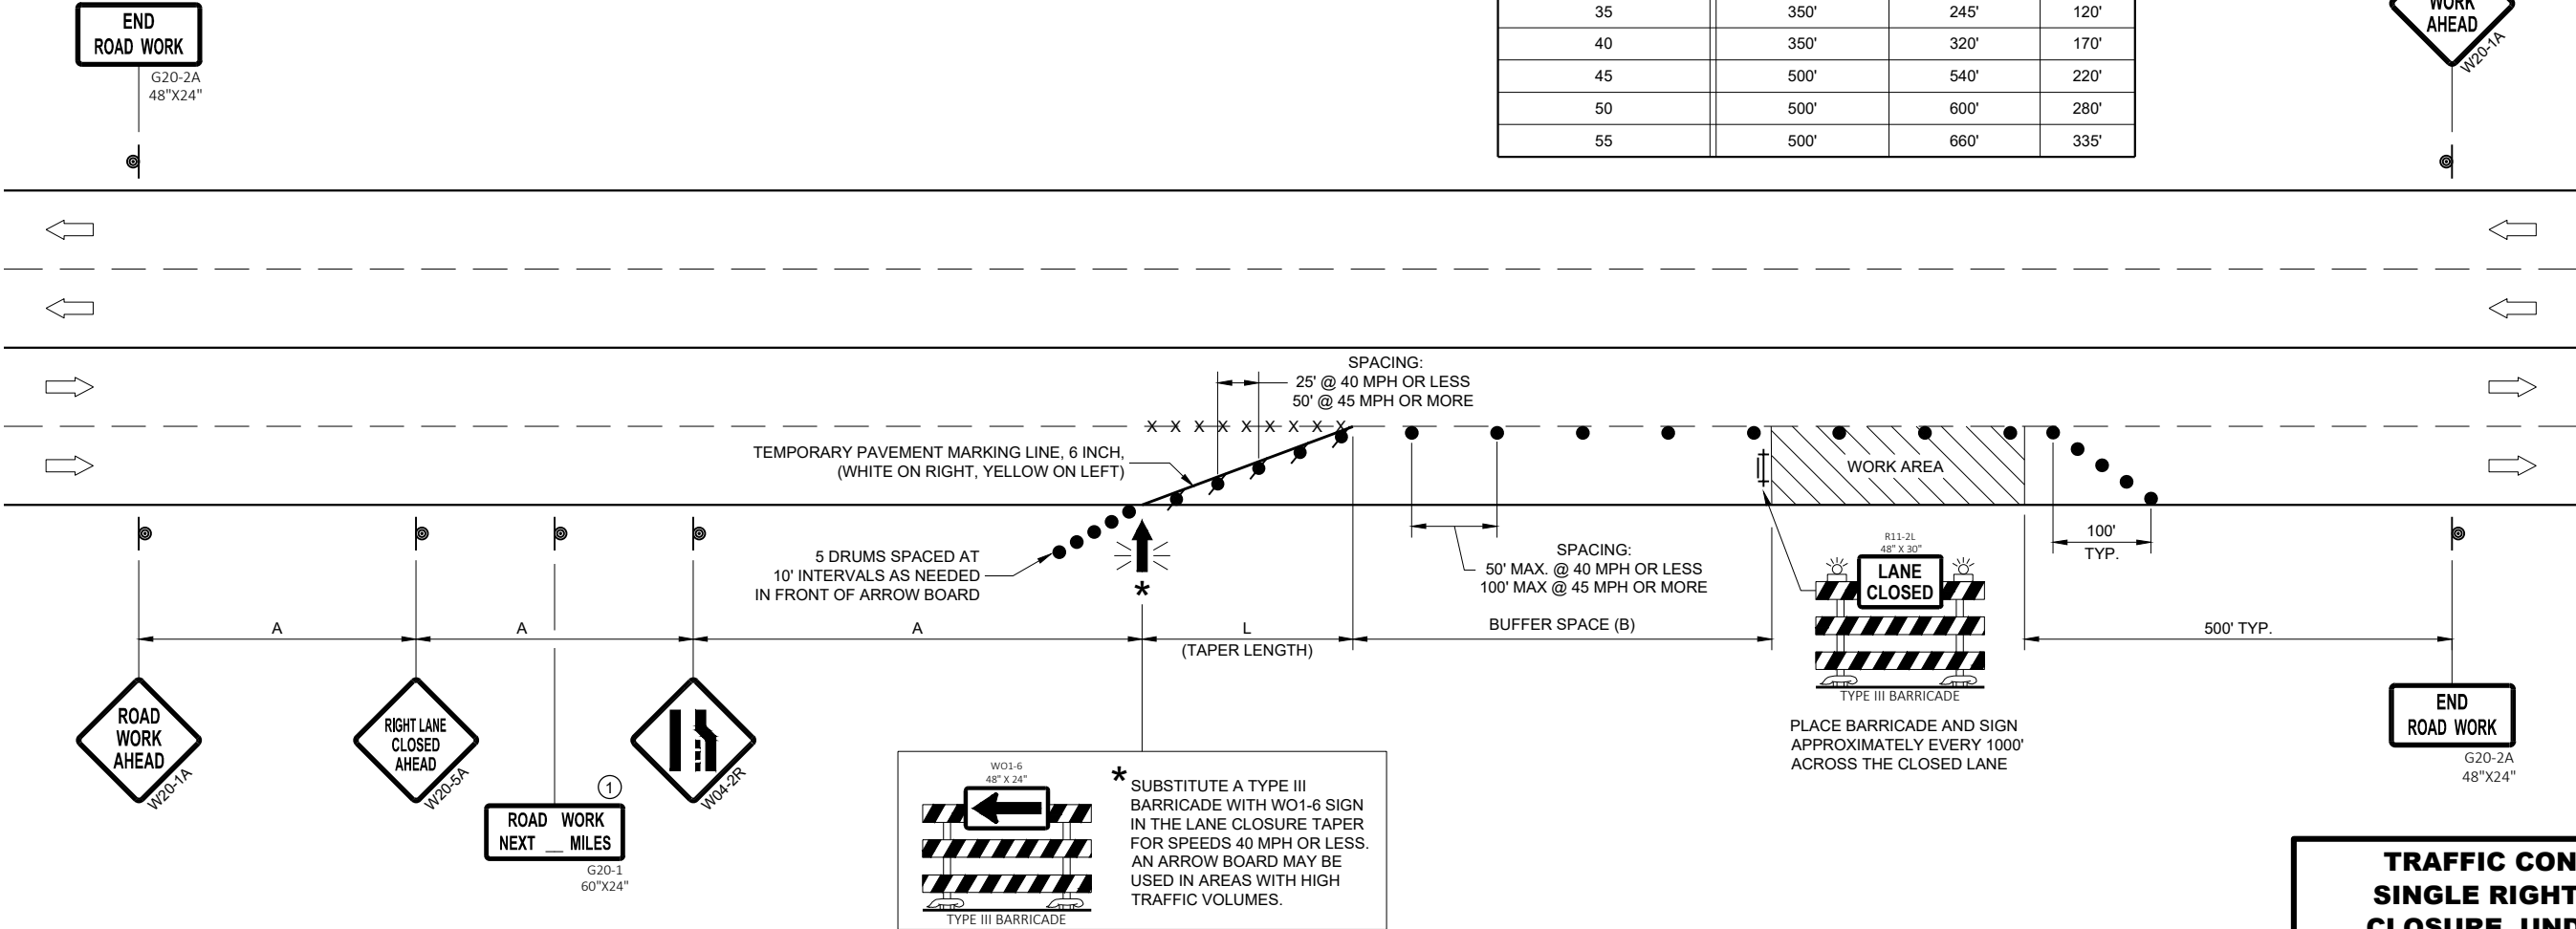 END
ROAD WORK
G20-2A
48"X24"
35 350' 245' 120'
40 350' 320' 170'
45 500' 540' 220'
50 500' 600' 280'
55 500' 660' 335'
WORK
AHEAD
W20-1A
SPACING:
25' @ 40 MPH OR LESS
50' @ 45 MPH OR MORE
X X X X X X X X X
TEMPORARY PAVEMENT MARKING LINE, 6 INCH,
(WHITE ON RIGHT, YELLOW ON LEFT)
WORK AREA
5 DRUMS SPACED AT
10' INTERVALS AS NEEDED
IN FRONT OF ARROW BOARD
*
SPACING:
50' MAX. @ 40 MPH OR LESS
100' MAX @ 45 MPH OR MORE
R11-2L
48" X 30"
LANE
CLOSED
TYPE III BARRICADE
100'
TYP.
A
A
A
L
(TAPER LENGTH)
BUFFER SPACE (B)
500' TYP.
ROAD
WORK
AHEAD
W20-1A
RIGHT LANE
CLOSED
AHEAD
W20-5A
1
ROAD WORK
NEXT __ MILES
G20-1
60"X24"
W04-2R
WO1-6
48" X 24"
TYPE III BARRICADE
* SUBSTITUTE A TYPE III
BARRICADE WITH WO1-6 SIGN
IN THE LANE CLOSURE TAPER
FOR SPEEDS 40 MPH OR LESS.
AN ARROW BOARD MAY BE
USED IN AREAS WITH HIGH
TRAFFIC VOLUMES.
PLACE BARRICADE AND SIGN
APPROXIMATELY EVERY 1000'
ACROSS THE CLOSED LANE
END
ROAD WORK
G20-2A
48"X24"
TRAFFIC CON
SINGLE RIGHT
CLOSURE, UND